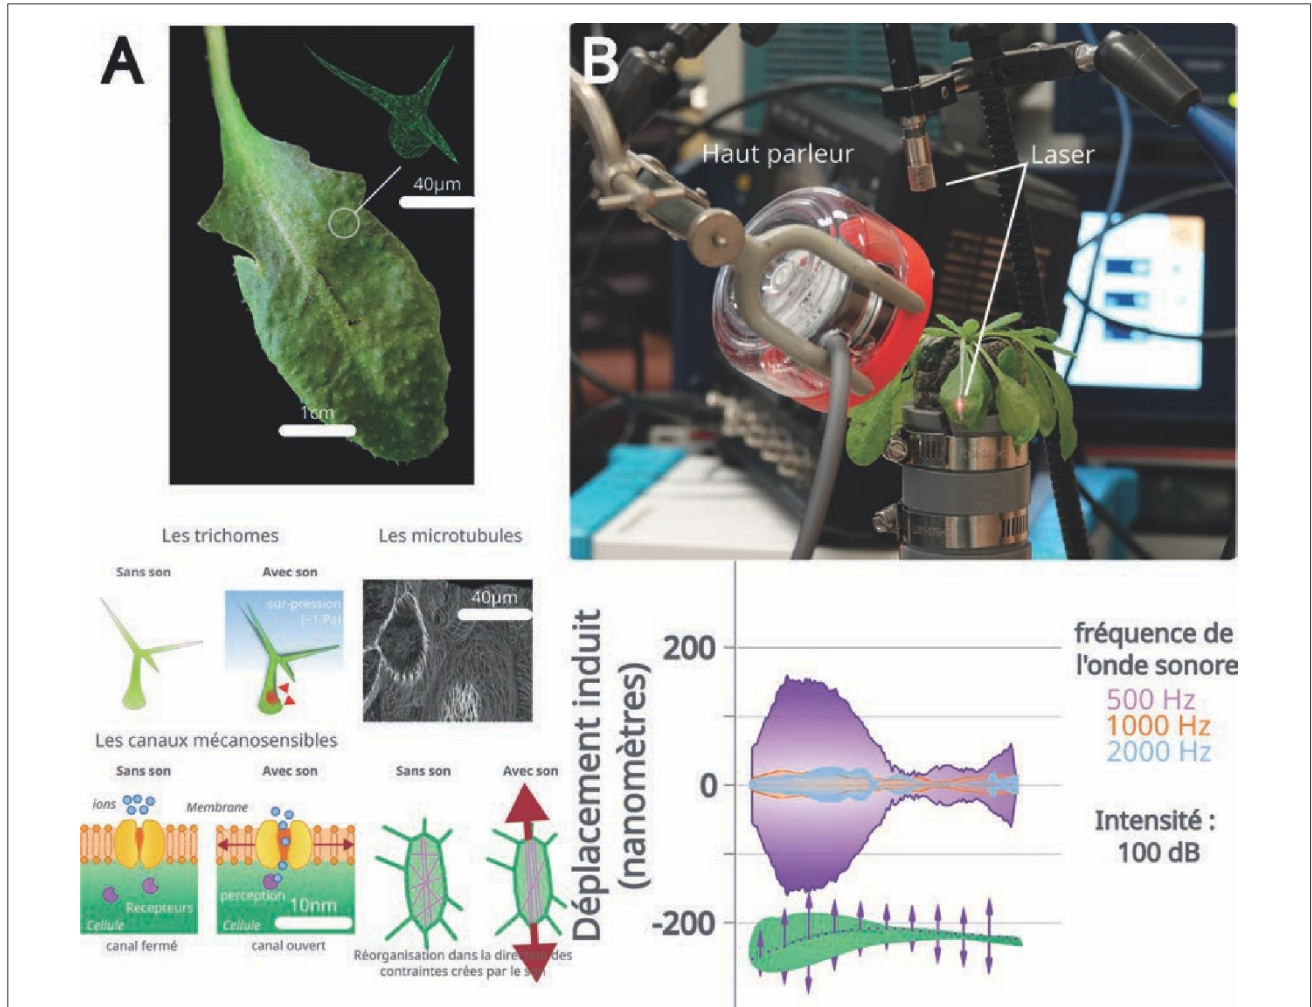 A
40µm
1cm
B
Haut parleur
Laser
Les trichomes
Sans son
Avec son
sur-pression
(~1 Pa)
Les microtubules
40µm
Les canaux mécanosensibles
Sans son
ions
Membrane
Recepteurs
Cellule
canal fermé
Avec son
perception
10nm
Cellule
canal ouvert
Sans son
Avec son
Réorganisation dans la direction des
contraintes crées par le son
Déplacement induit
(nanomètres)
200
0
-200
fréquence de
l'onde sonore
500 Hz
1000 Hz
2000 Hz
Intensité :
100 dB